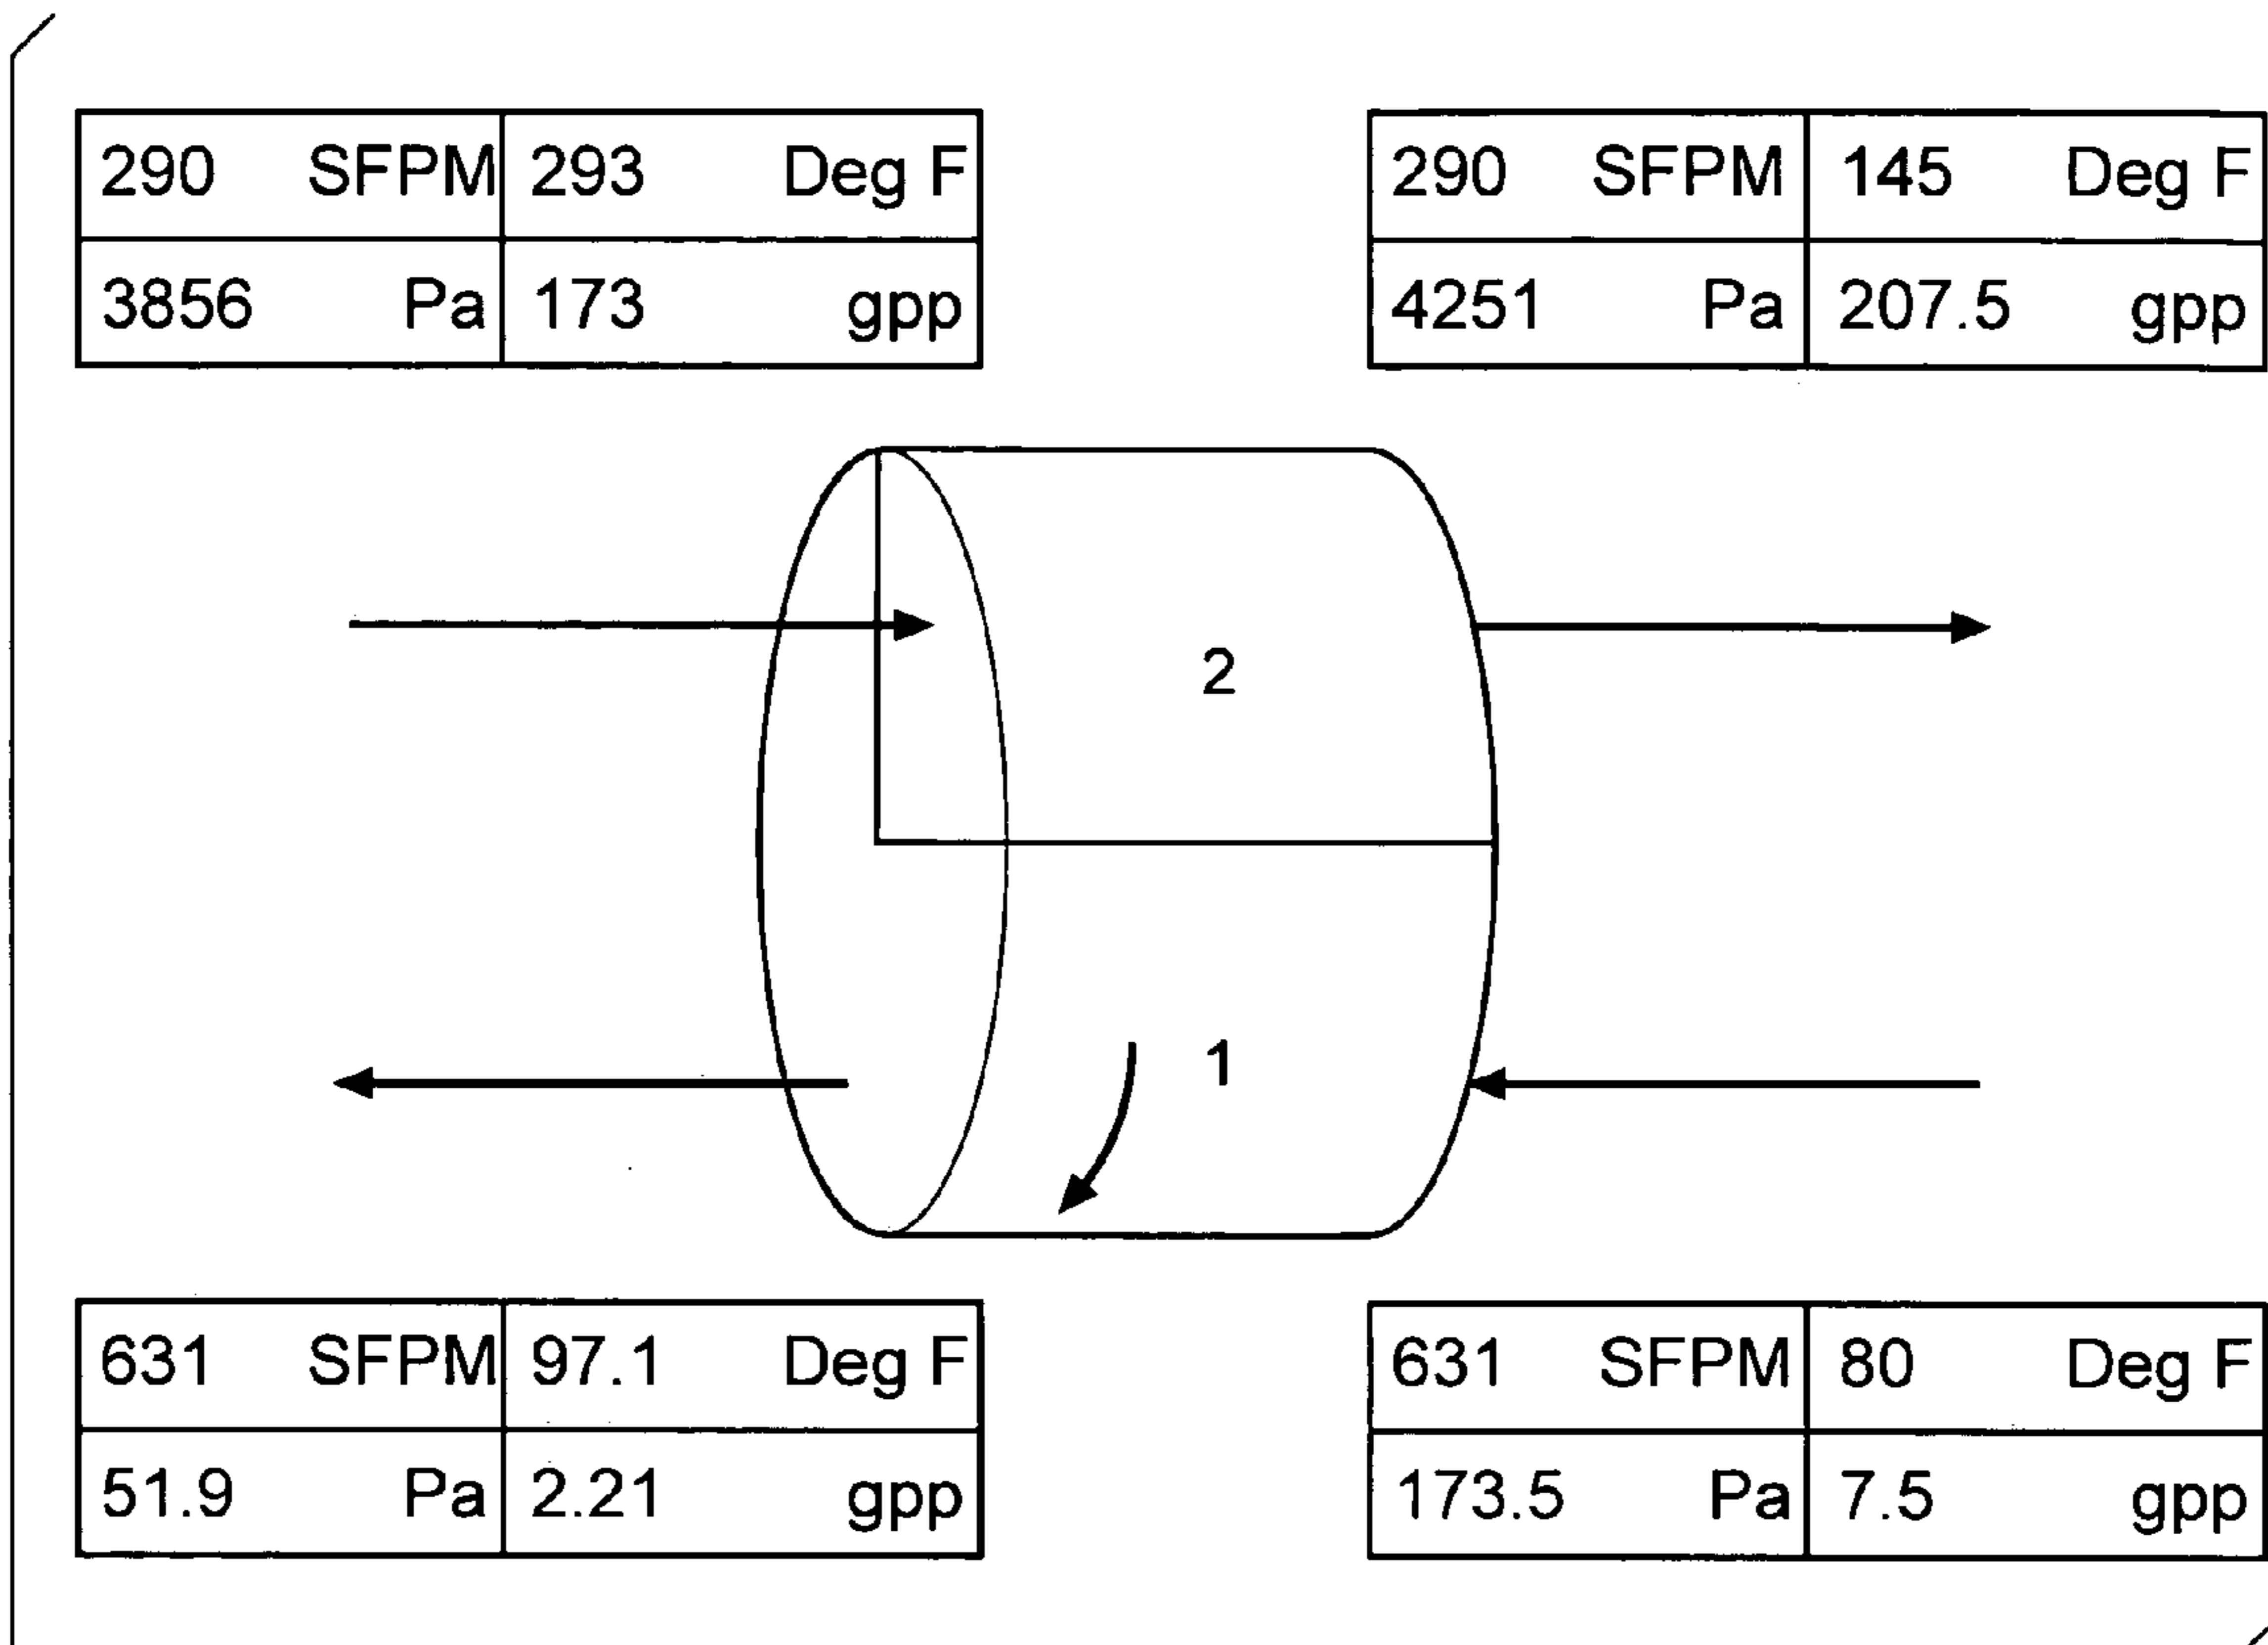 290 SFPM 293 Deg F
3856 Pa 173 gpp
290 SFPM 145 Deg F
4251 Pa 207.5 gpp
2
1
631 SFPM 97.1 Deg F
51.9 Pa 2.21 gpp
631 SFPM 80 Deg F
173.5 Pa 7.5 gpp